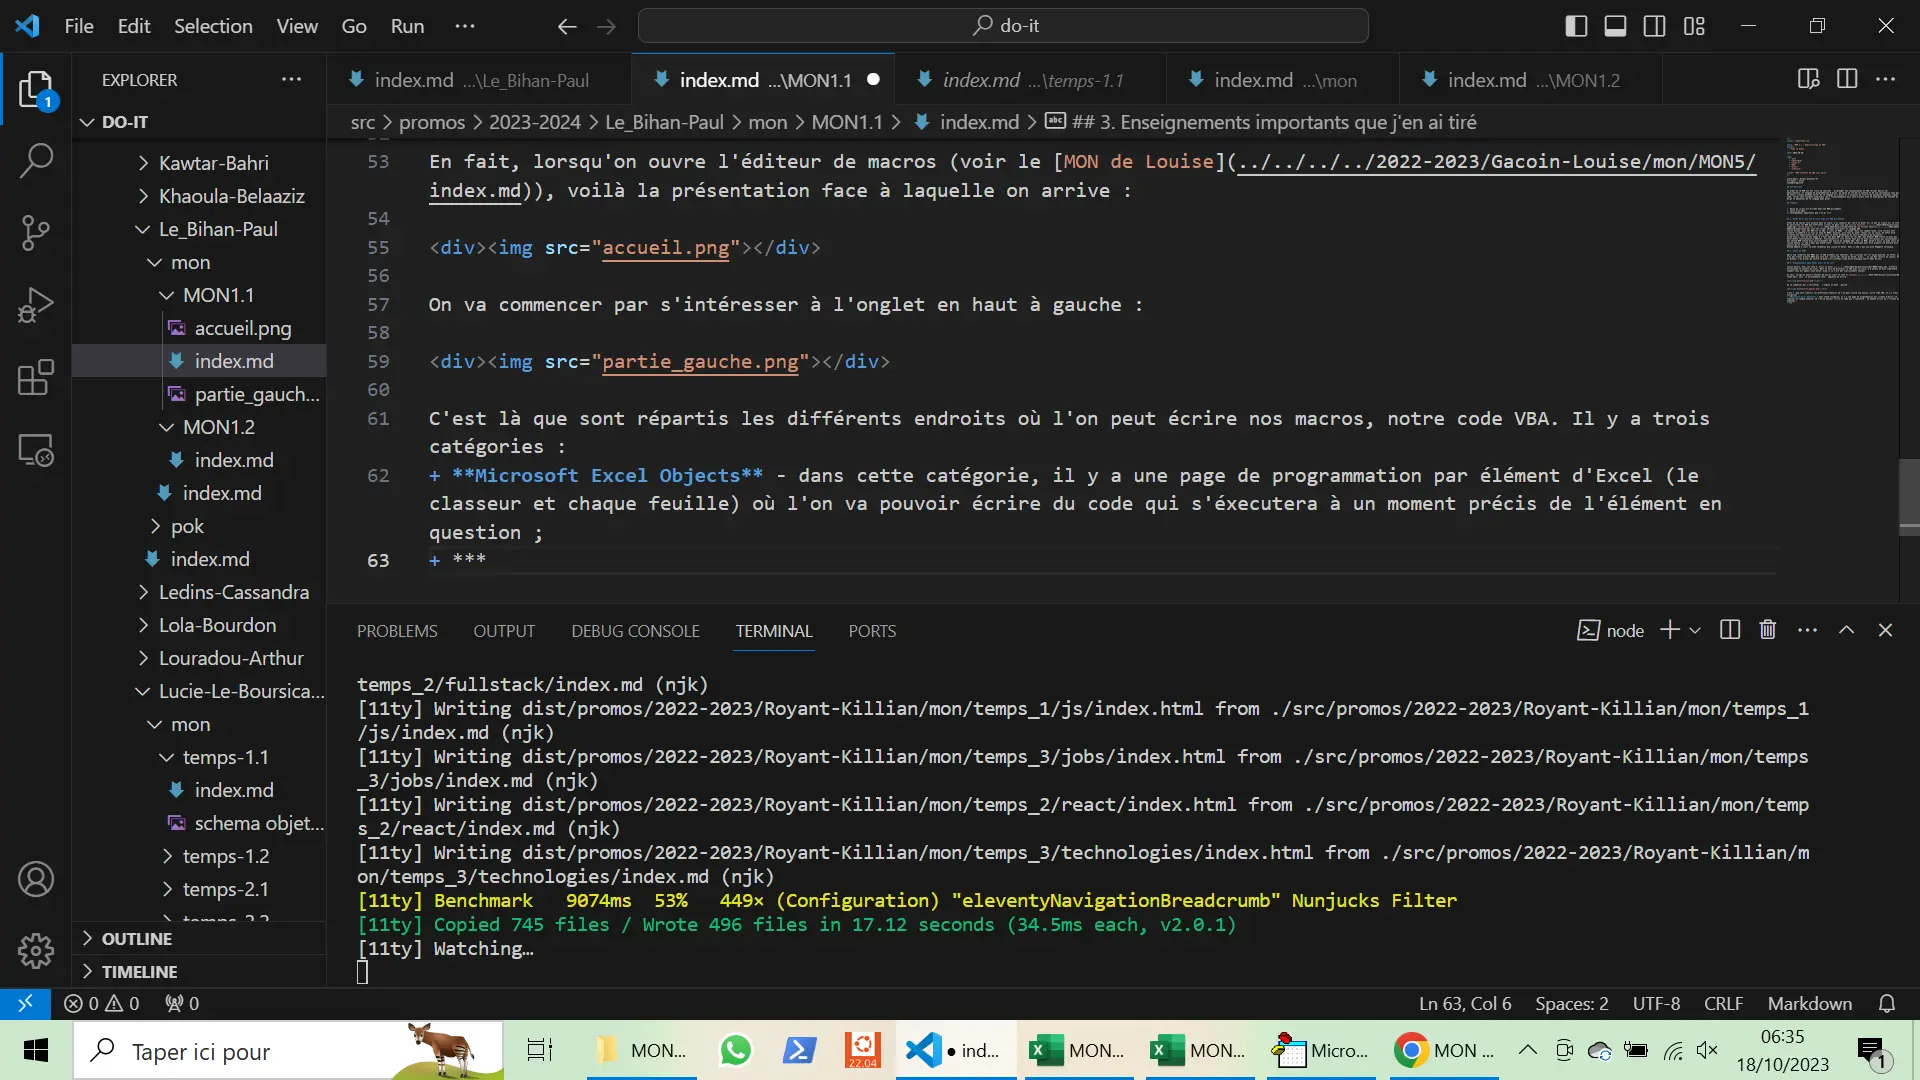 File Edit Selection View Go Run ··· do-it
EXPLORER ···
DO-IT
Kawtar-Bahri
Khaoula-Belaaziz
Le_Bihan-Paul
mon
MON1.1
accueil.png
index.md
partie_gauch...
MON1.2
index.md
index.md
pok
index.md
Ledins-Cassandra
Lola-Bourdon
Louradou-Arthur
Lucie-Le-Boursica...
mon
temps-1.1
index.md
schema objet...
temps-1.2
temps-2.1
OUTLINE
TIMELINE
index.md ...\Le_Bihan-Paul index.md ...\MON1.1 index.md ...\temps-1.1 index.md ...\mon index.md ...\MON1.2
src > promos > 2023-2024 > Le_Bihan-Paul > mon > MON1.1 > index.md > ## 3. Enseignements importants que j'en ai tiré
53 En fait, lorsqu'on ouvre l'éditeur de macros (voir le [MON de Louise](../../../../2022-2023/Gacoin-Louise/mon/MON5/
index.md)), voilà la présentation face à laquelle on arrive :
54
55 <div><img src="accueil.png"></div>
56
57 On va commencer par s'intéresser à l'onglet en haut à gauche :
58
59 <div><img src="partie_gauche.png"></div>
60
61 C'est là que sont répartis les différents endroits où l'on peut écrire nos macros, notre code VBA. Il y a trois
catégories :
62 + **Microsoft Excel Objects** - dans cette catégorie, il y a une page de programmation par élément d'Excel (le
classeur et chaque feuille) où l'on va pouvoir écrire du code qui s'éxecutera à un moment précis de l'élément en
question ;
63 + ***
PROBLEMS OUTPUT DEBUG CONSOLE TERMINAL PORTS node
temps_2/fullstack/index.md (njk)
[11ty] Writing dist/promos/2022-2023/Royant-Killian/mon/temps_1/js/index.html from ./src/promos/2022-2023/Royant-Killian/mon/temps_1
/js/index.md (njk)
[11ty] Writing dist/promos/2022-2023/Royant-Killian/mon/temps_3/jobs/index.html from ./src/promos/2022-2023/Royant-Killian/mon/temps
_3/jobs/index.md (njk)
[11ty] Writing dist/promos/2022-2023/Royant-Killian/mon/temps_2/react/index.html from ./src/promos/2022-2023/Royant-Killian/mon/temp
s_2/react/index.md (njk)
[11ty] Writing dist/promos/2022-2023/Royant-Killian/mon/temps_3/technologies/index.html from ./src/promos/2022-2023/Royant-Killian/m
on/temps_3/technologies/index.md (njk)
[11ty] Benchmark 9074ms 53% 449× (Configuration) "eleventyNavigationBreadcrumb" Nunjucks Filter
[11ty] Copied 745 files / Wrote 496 files in 17.12 seconds (34.5ms each, v2.0.1)
[11ty] Watching…
0 0 0 Ln 63, Col 6 Spaces: 2 UTF-8 CRLF Markdown
Taper ici pour MON... 22.04 ● ind... MON... MON... Micro... MON ... 06:35
18/10/2023 1